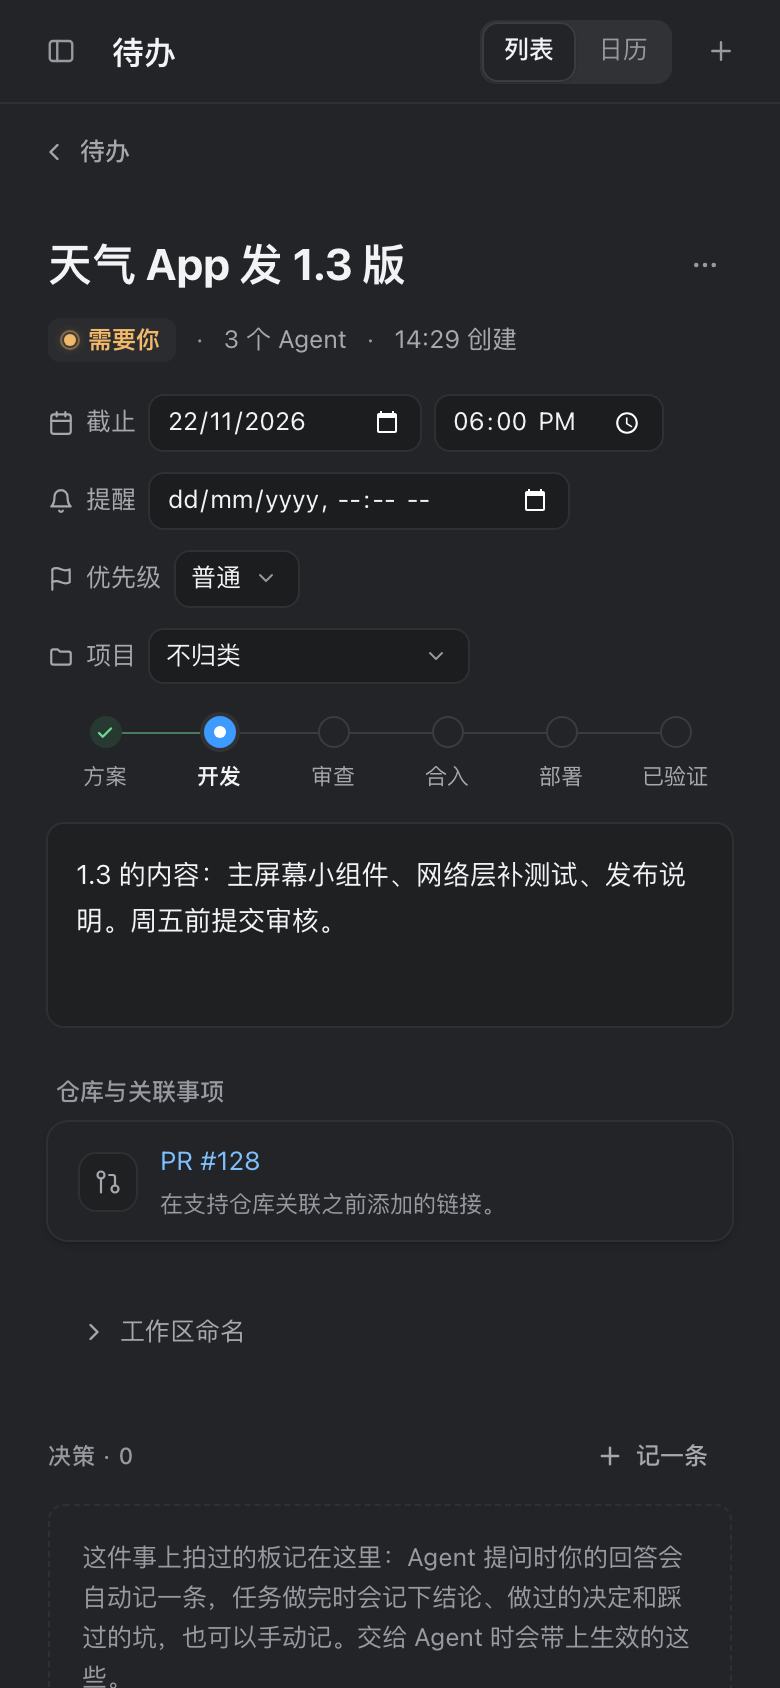 待办
列表
日历
待办
天气 App 发 1.3 版
需要你 · 3 个 Agent · 14:29 创建
截止 22/11/2026 06:00 PM
提醒 dd/mm/yyyy, --:-- --
优先级 普通
项目 不归类
方案 开发 审查 合入 部署 已验证
1.3 的内容：主屏幕小组件、网络层补测试、发布说
明。周五前提交审核。
仓库与关联事项
PR #128
在支持仓库关联之前添加的链接。
工作区命名
决策 · 0
记一条
这件事上拍过的板记在这里：Agent 提问时你的回答会
自动记一条，任务做完时会记下结论、做过的决定和踩
过的坑，也可以手动记。交给 Agent 时会带上生效的这
些。